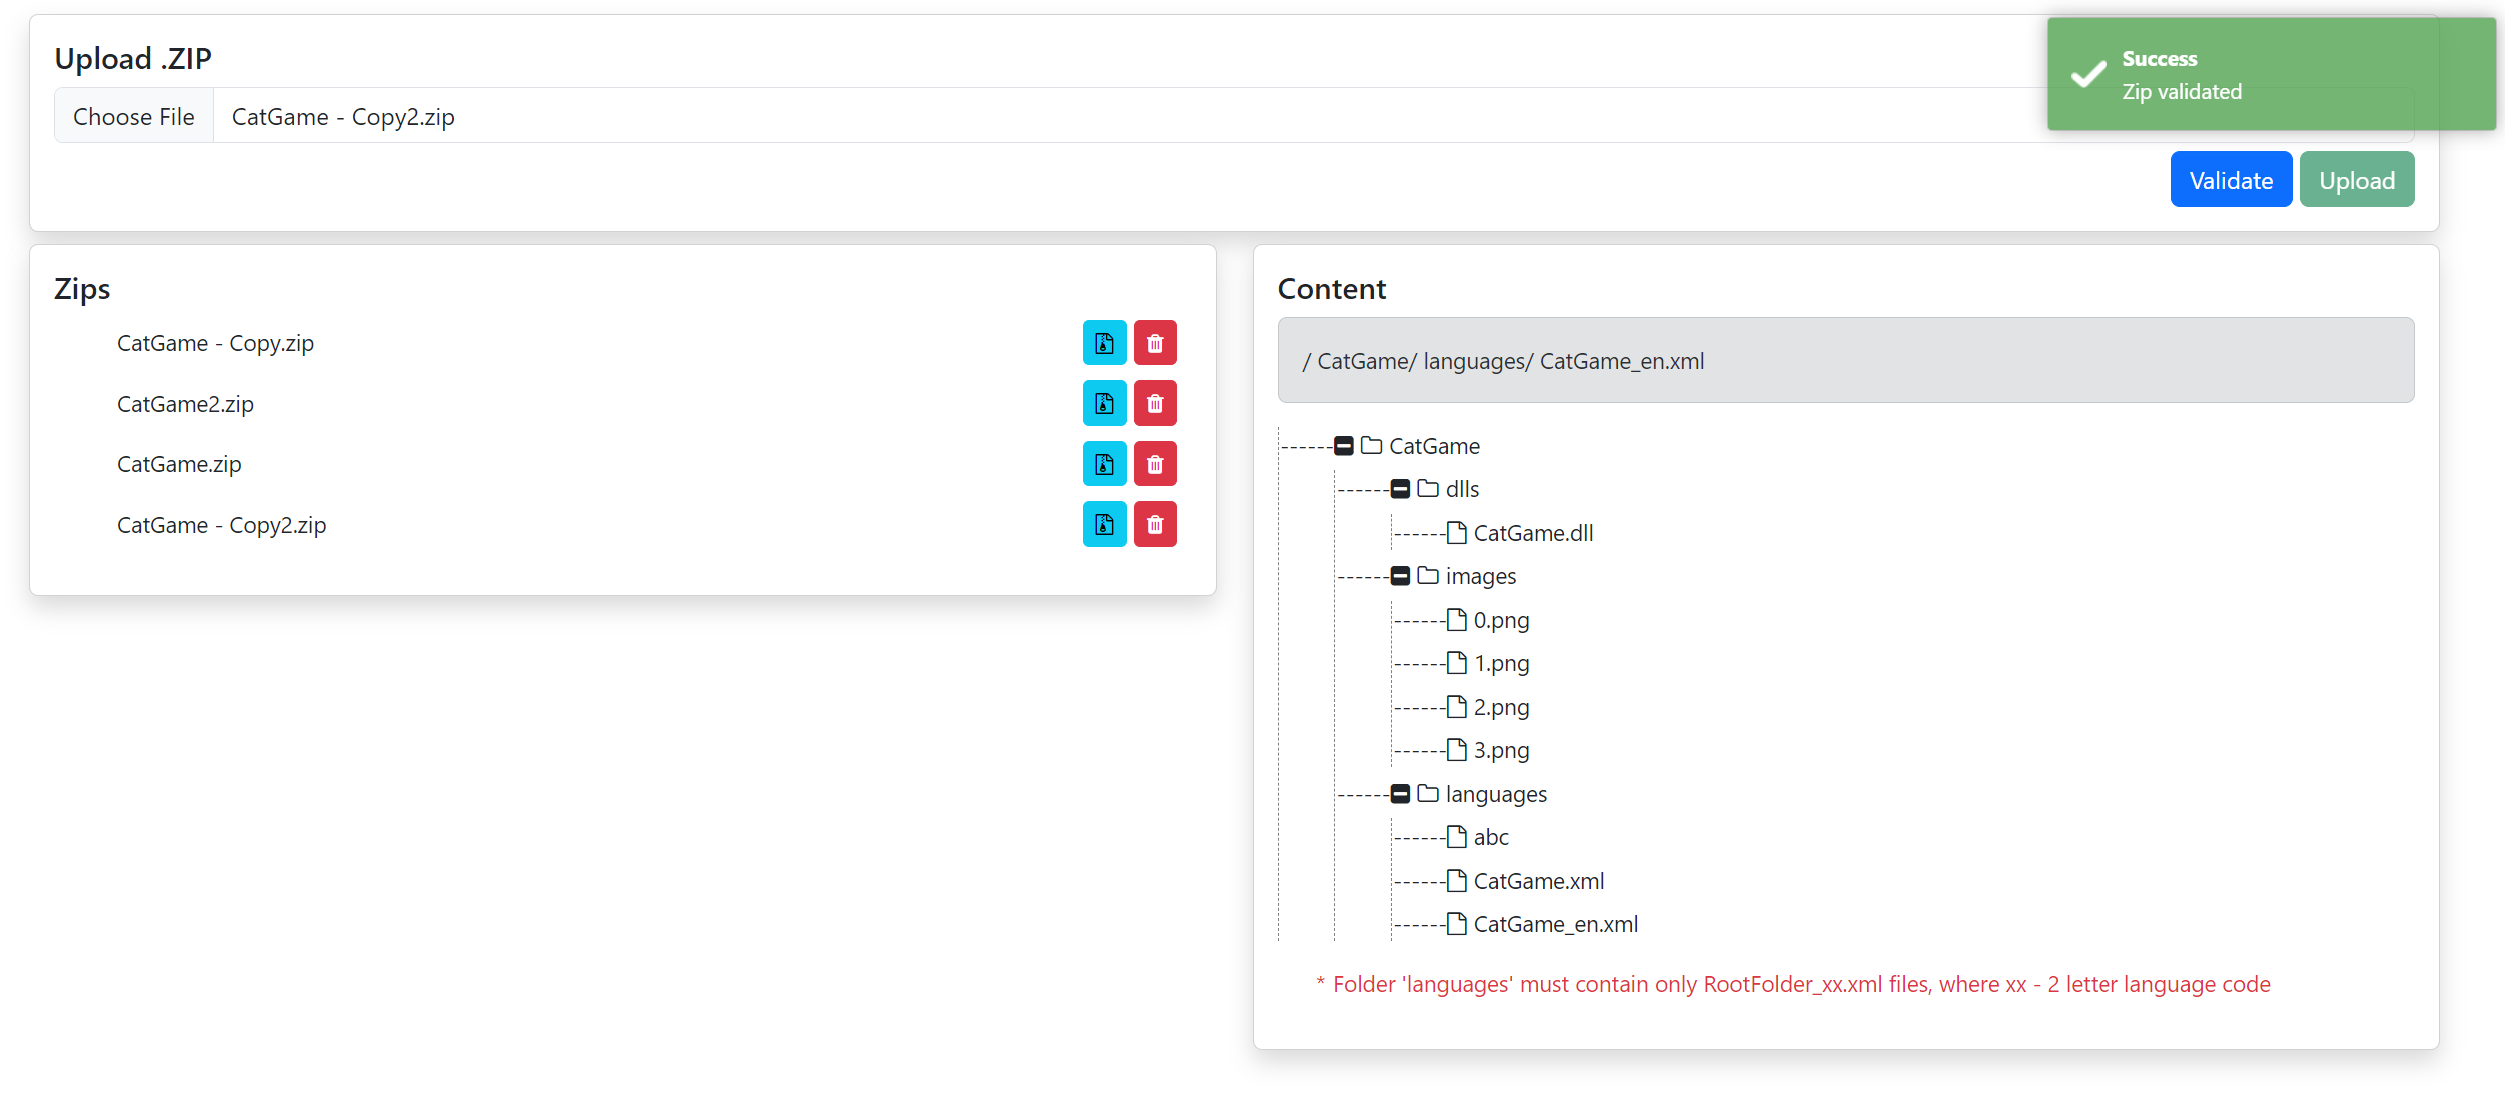 Upload .ZIP
Choose File CatGame - Copy2.zip
Success
Zip validated
Validate Upload
Zips
CatGame - Copy.zip
CatGame2.zip
CatGame.zip
CatGame - Copy2.zip
Content
/ CatGame/ languages/ CatGame_en.xml
CatGame
dlls
CatGame.dll
images
0.png
1.png
2.png
3.png
languages
abc
CatGame.xml
CatGame_en.xml
* Folder 'languages' must contain only RootFolder_xx.xml files, where xx - 2 letter language code